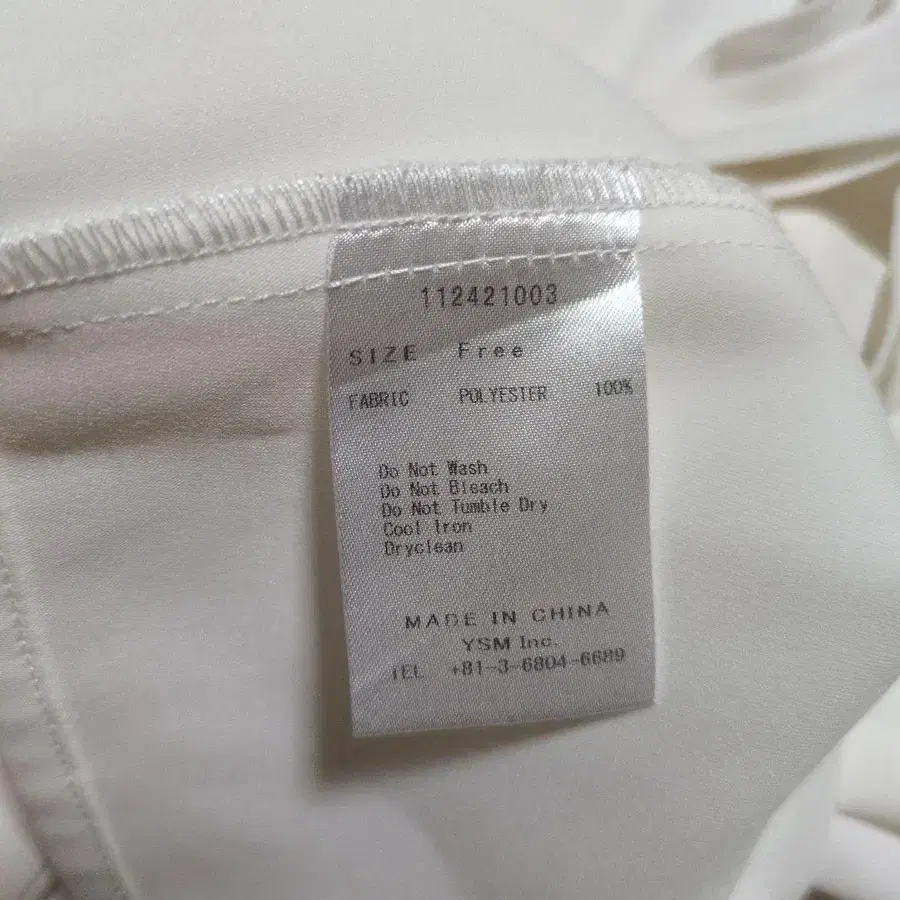 112421003
SIZE Free
FABRIC POLYESTER 100%
Do Not Wash
Do Not Bleach
Do Not Tumble Dry
Cool Iron
Dryclean
MADE IN CHINA
YSM Inc.
TEL +81-3-6804-6689